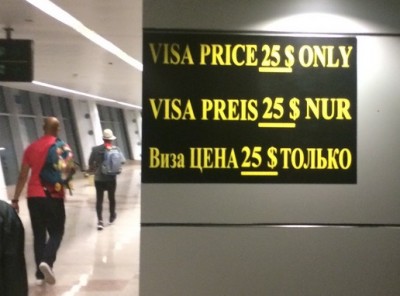 VISA PRICE 25 $ ONLY
VISA PREIS 25 $ NUR
Виза ЦЕНА 25 $ ТОЛЬКО